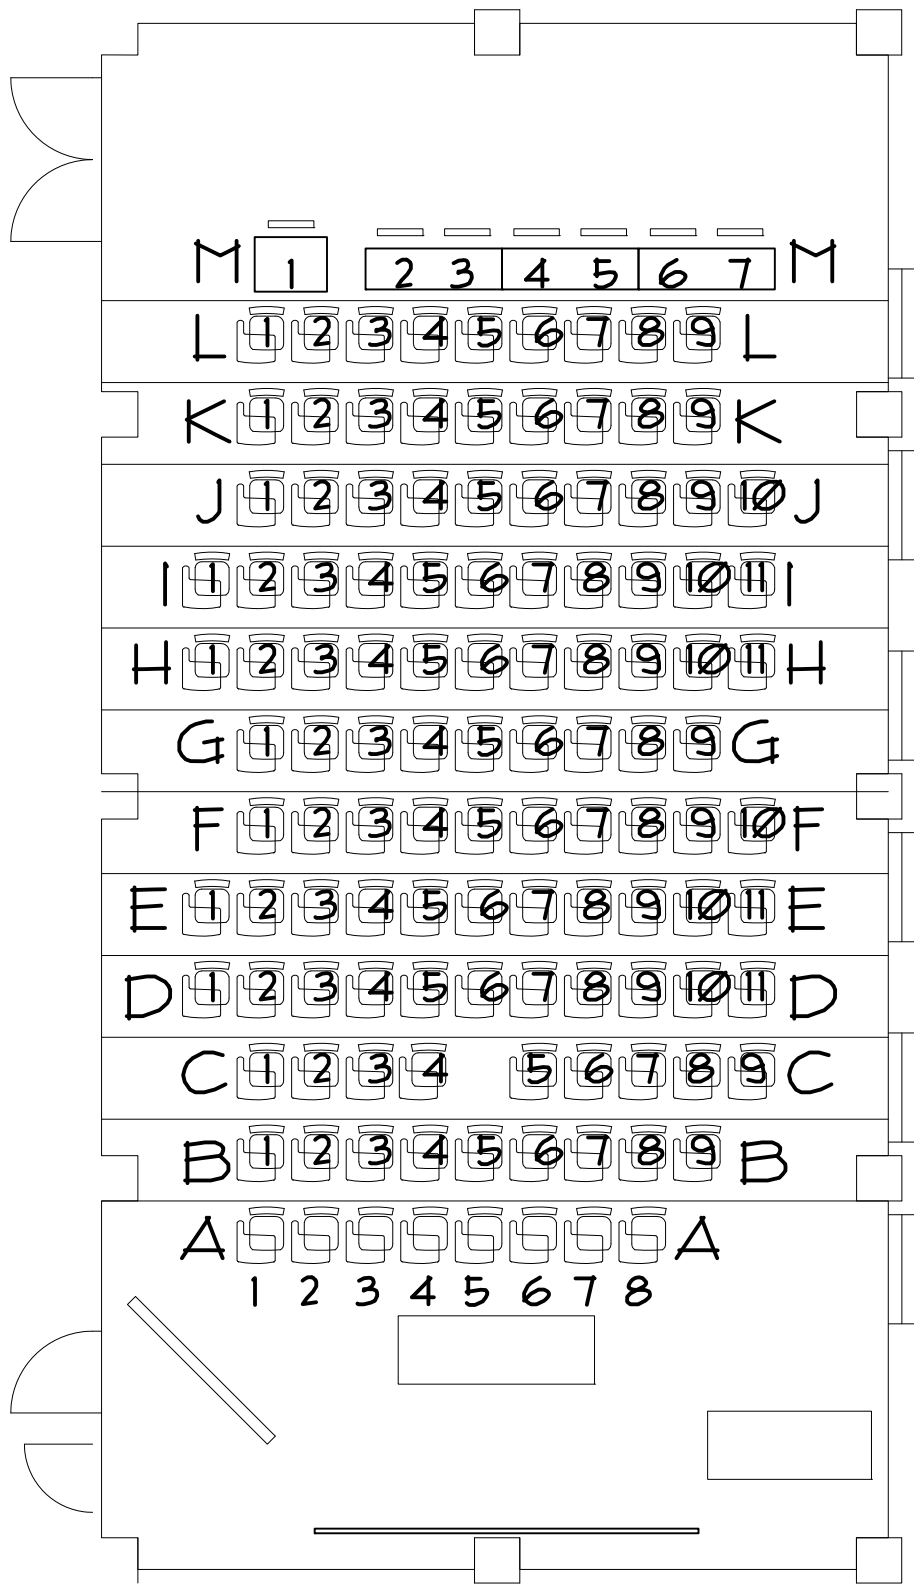 M 1 2 3 4 5 6 7 M
L 1 2 3 4 5 6 7 8 9 L
K 1 2 3 4 5 6 7 8 9 K
J 1 2 3 4 5 6 7 8 9 10 J
I 1 2 3 4 5 6 7 8 9 10 11 I
H 1 2 3 4 5 6 7 8 9 10 11 H
G 1 2 3 4 5 6 7 8 9 G
F 1 2 3 4 5 6 7 8 9 10 F
E 1 2 3 4 5 6 7 8 9 10 11 E
D 1 2 3 4 5 6 7 8 9 10 11 D
C 1 2 3 4 5 6 7 8 9 C
B 1 2 3 4 5 6 7 8 9 B
A A
1 2 3 4 5 6 7 8